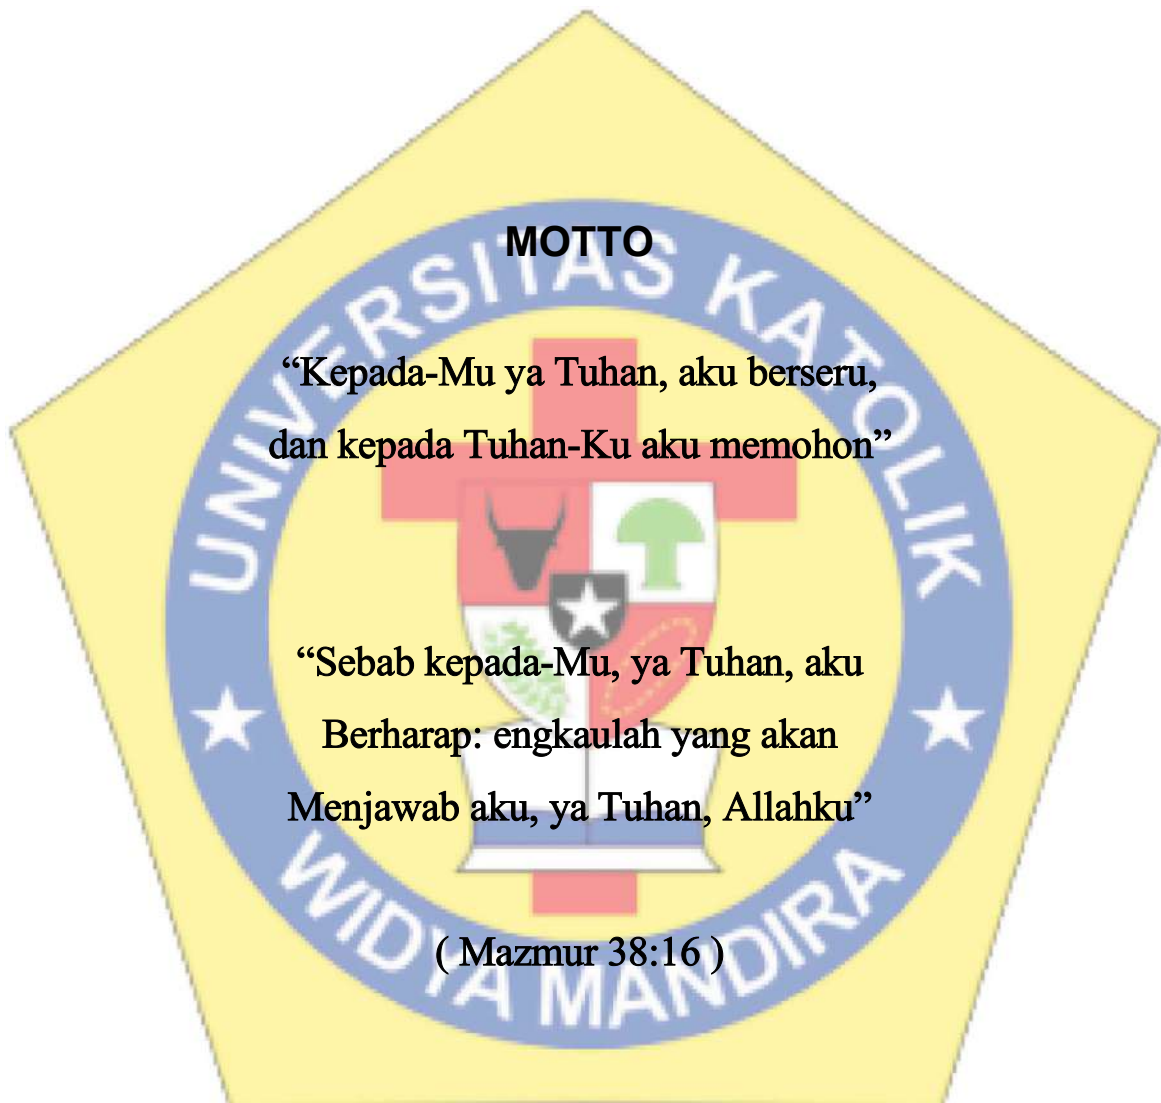 MOTTO
UNIVERSITAS KATOLIK
“Kepada-Mu ya Tuhan, aku berseru,
dan kepada Tuhan-Ku aku memohon”
“Sebab kepada-Mu, ya Tuhan, aku
Berharap: engkaulah yang akan
Menjawab aku, ya Tuhan, Allahku”
( Mazmur 38:16 )
WIDYA MANDIRA